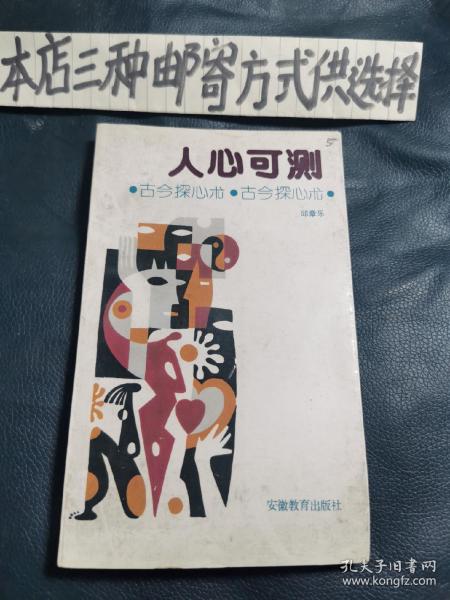 本店三种邮寄方式供选择
5
人心可测
•古今探心术•古今探心术•
邱章乐
安徽教育出版社
孔夫子旧书网
www.kongfz.com